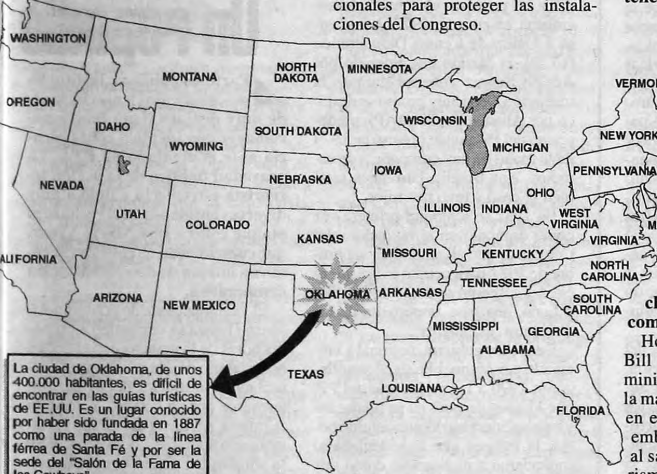 cionales para proteger las instala-
ciones del Congreso.
WASHINGTON
MONTANA
NORTH
DAKOTA
MINNESOTA
OREGON
IDAHO
WYOMING
SOUTH DAKOTA
WISCONSIN
MICHIGAN
VERMO
NEW YORK
NEVADA
UTAH
COLORADO
NEBRASKA
IOWA
ILLINOIS
INDIANA
OHIO
PENNSYLVANIA
WEST
VIRGINIA
VIRGINIA
M
ALIFORNIA
ARIZONA
NEW MEXICO
KANSAS
MISSOURI
KENTUCKY
OKLAHOMA
ARKANSAS
TENNESSEE
NORTH
CAROLINA
SOUTH
CAROLINA
MISSISSIPPI
ALABAMA
GEORGIA
TEXAS
LOUISIANA
FLORIDA
La ciudad de Oklahoma, de unos
400.000 habitantes, es difícil de
encontrar en las guías turísticas
de EE.UU. Es un lugar conocido
por haber sido fundada en 1887
como una parada de la línea
férrea de Santa Fé y por ser la
sede del "Salón de la Fama de
los Cowboys"
com
Bill
mini
la ma
en e
emb
al sa